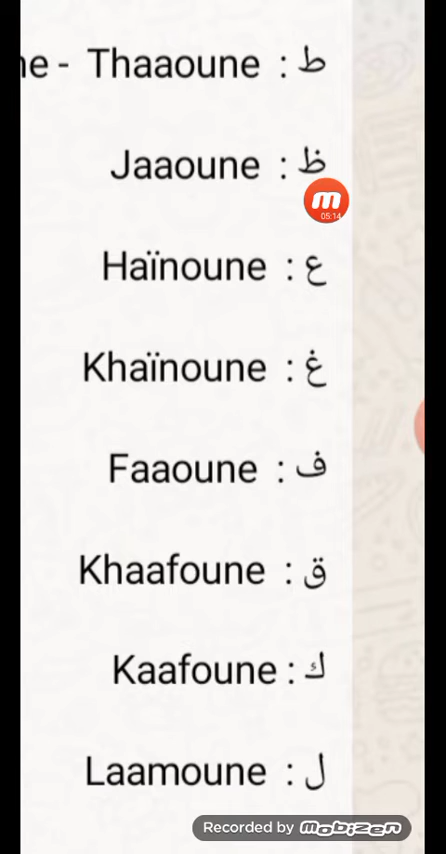 ne - Thaaoune : ط
Jaaoune : ظ
05:14
Haïnoune : ع
Khaïnoune : غ
Faaoune : ف
Khaafoune : ق
Kaafoune : ك
Laamoune : ل
Recorded by mobizen